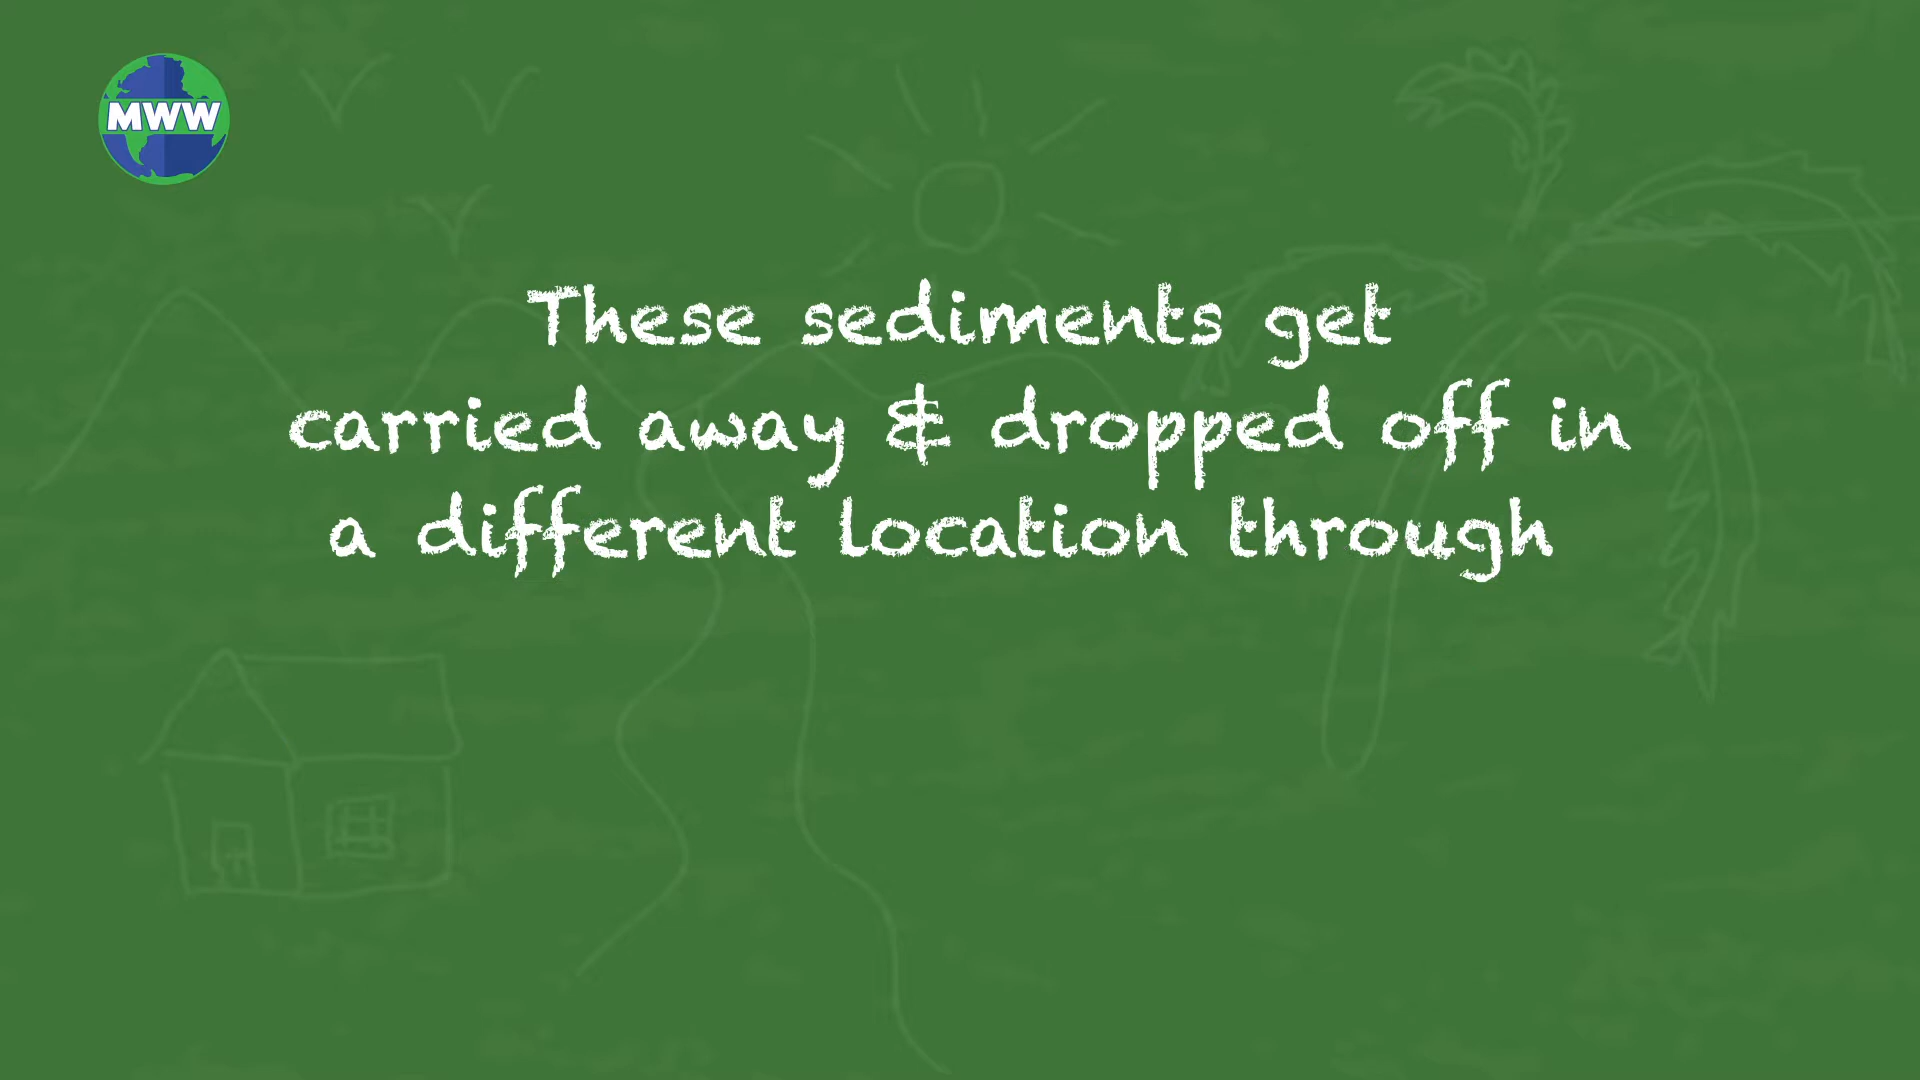 MWW
These sediments get
carried away & dropped off in
a different location through